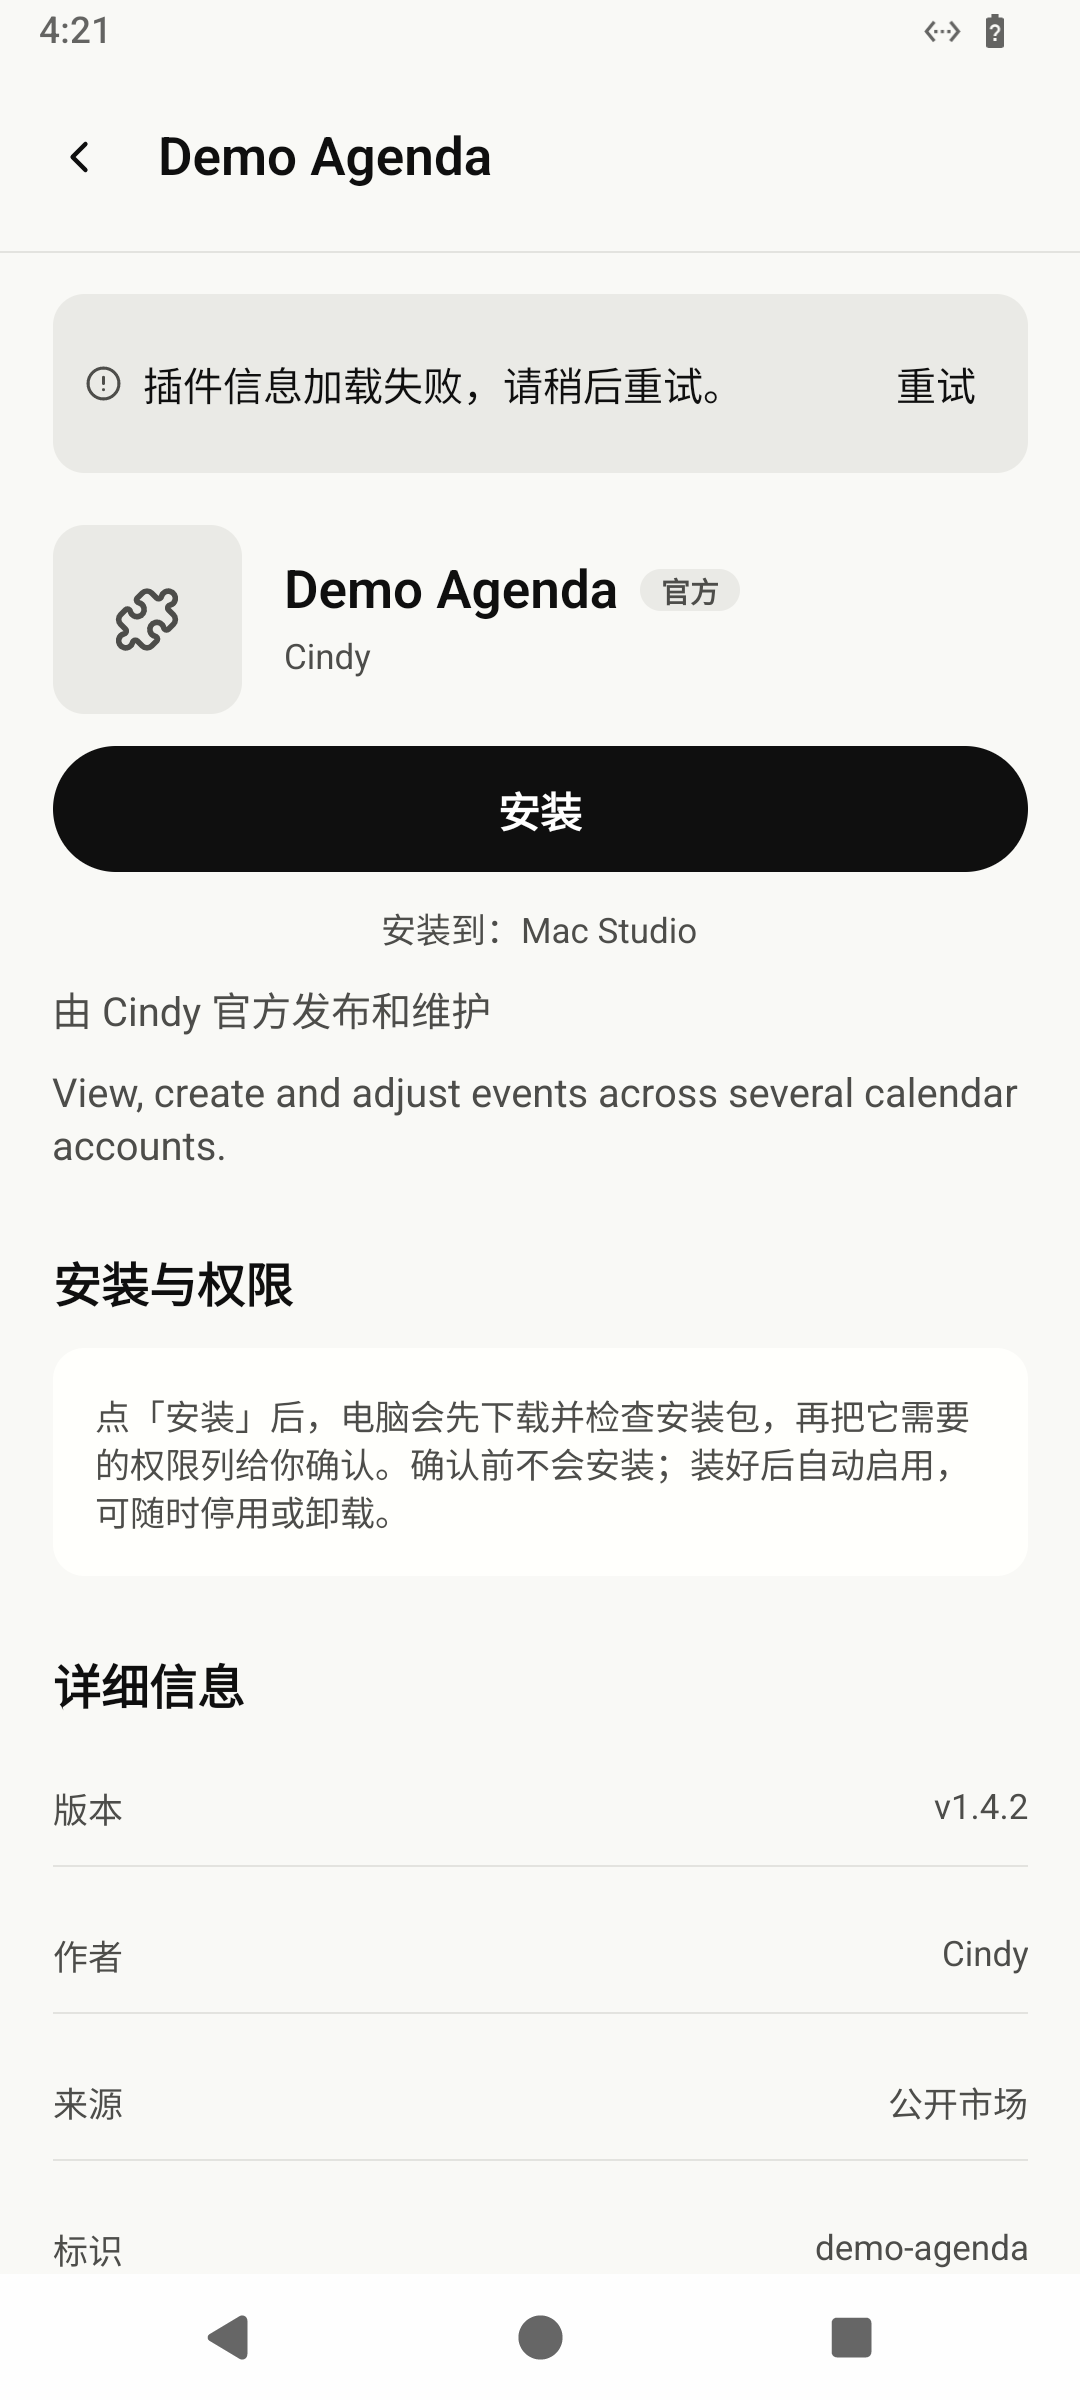 4:21
Demo Agenda
插件信息加载失败，请稍后重试。 重试
Demo Agenda 官方
Cindy
安装
安装到：Mac Studio
由 Cindy 官方发布和维护
View, create and adjust events across several calendar
accounts.
安装与权限
点「安装」后，电脑会先下载并检查安装包，再把它需要
的权限列给你确认。确认前不会安装；装好后自动启用，
可随时停用或卸载。
详细信息
版本 v1.4.2
作者 Cindy
来源 公开市场
标识 demo-agenda